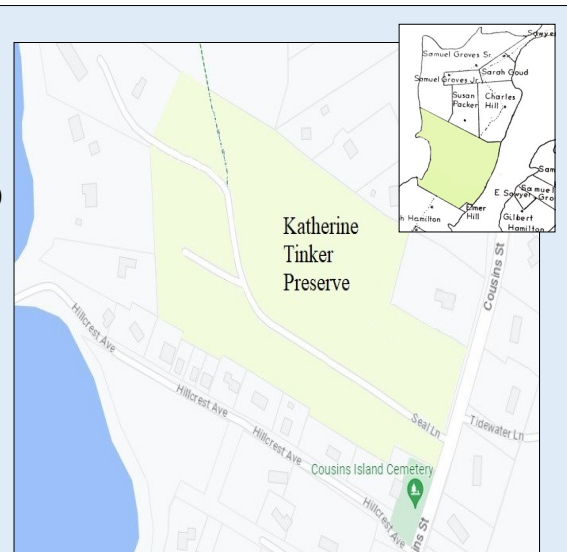 Sawyer
Samuel Groves Sr.
Samuel Groves Jr.
Sarah Goud
Susan
Packer
Charles
Hill
Sam
E Sawyer
Samuel
Gro
Elmer
Hill
h Hamilton
Gilbert
Hamilton
Katherine
Tinker
Preserve
Cousins St
Hillcrest Ave
Hillcrest Ave
Hillcrest Ave
Seal Ln
Tidewater Ln
Cousins Island Cemetery
Hillcrest Ave
ins St